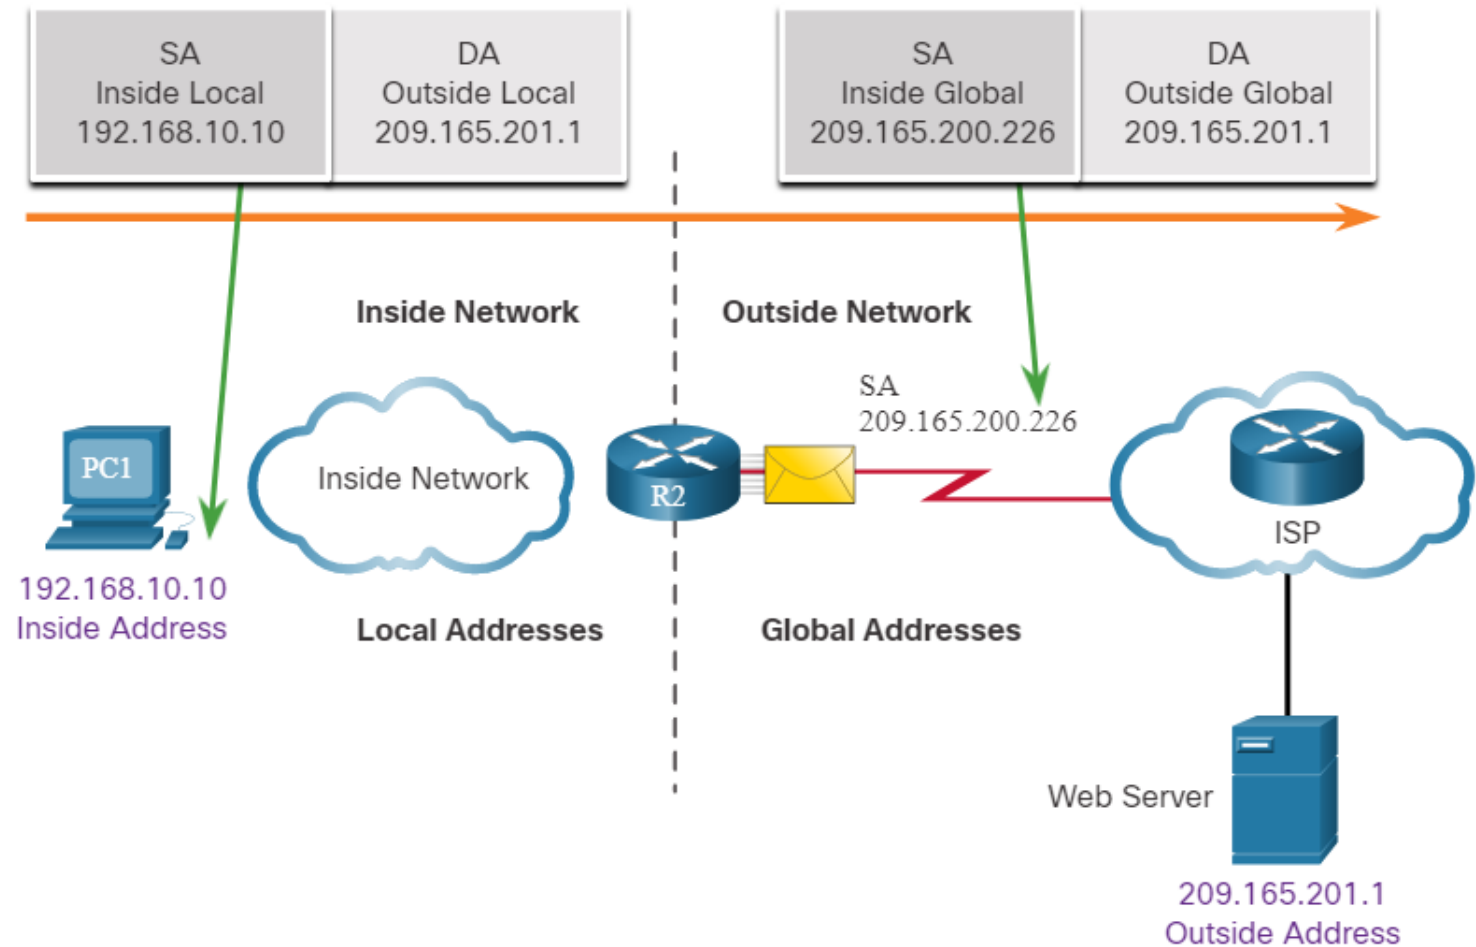 SA
Inside Local
192.168.10.10
DA
Outside Local
209.165.201.1
SA
Inside Global
209.165.200.226
DA
Outside Global
209.165.201.1
Inside Network
Outside Network
SA
209.165.200.226
PC1
Inside Network
R2
ISP
192.168.10.10
Inside Address
Local Addresses
Global Addresses
Web Server
209.165.201.1
Outside Address